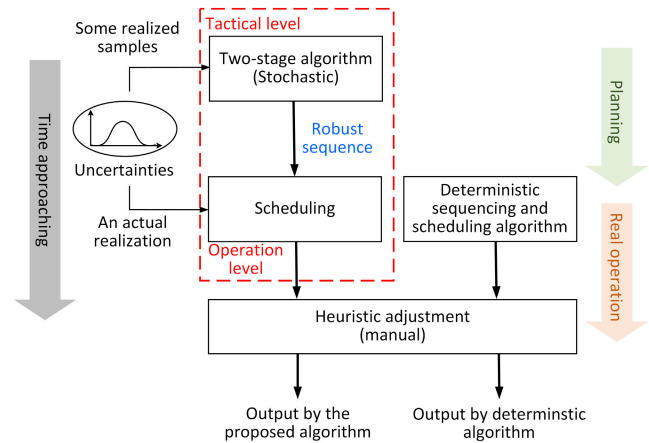 Some realized
samples
Tactical level
Two-stage algorithm
(Stochastic)
Time approaching
Planning
Robust
sequence
Uncertainties
An actual
realization
Scheduling
Deterministic
sequencing and
scheduling algorithm
Operation
level
Real operation
Heuristic adjustment
(manual)
Output by the
proposed algorithm
Output by determinstic
algorithm